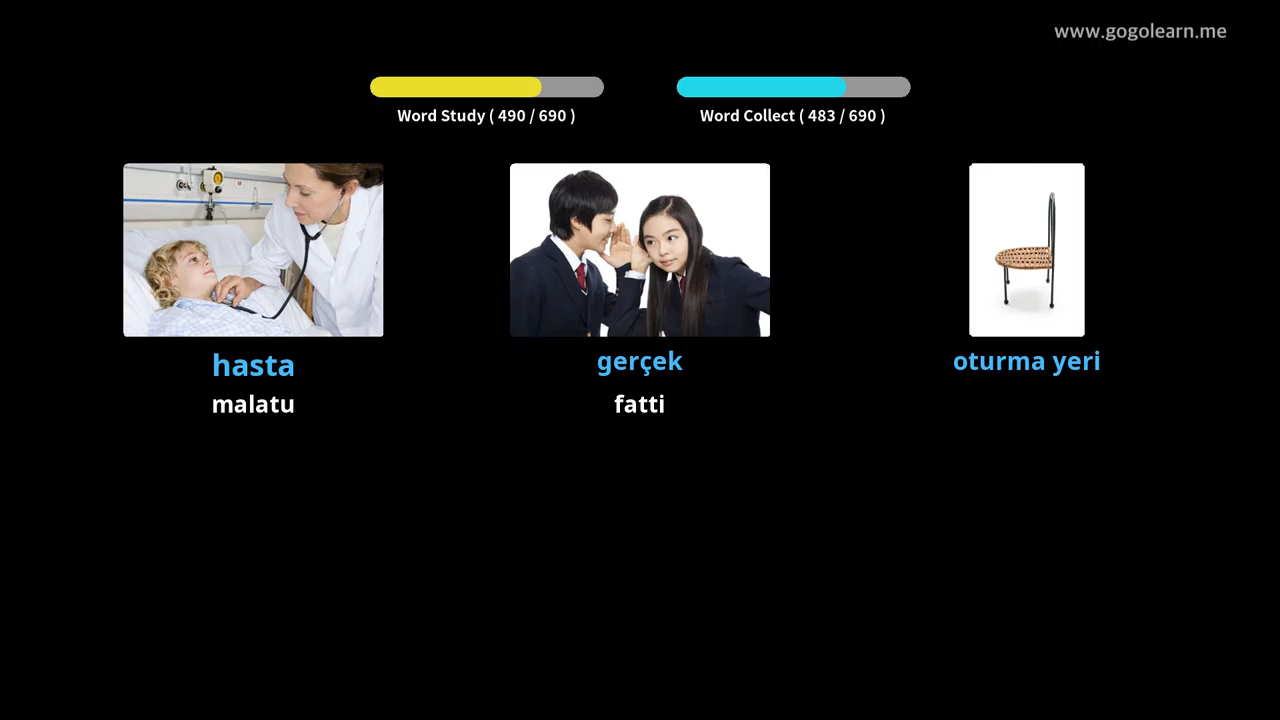 www.gogolearn.me
Word Study ( 490 / 690 )
Word Collect ( 483 / 690 )
hasta
gerçek
oturma yeri
malatu
fatti